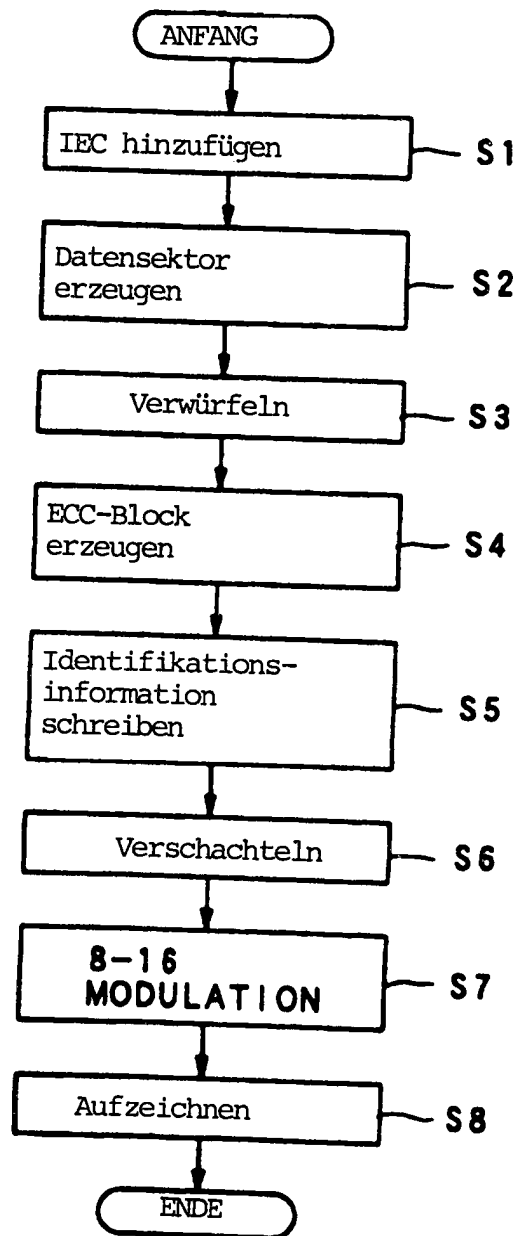 ANFANG
IEC hinzufügen
S1
Datensektor
erzeugen
S2
Verwürfeln
S3
ECC-Block
erzeugen
S4
Identifikations-
information
schreiben
S5
Verschachteln
S6
8-16
MODULATION
S7
Aufzeichnen
S8
ENDE